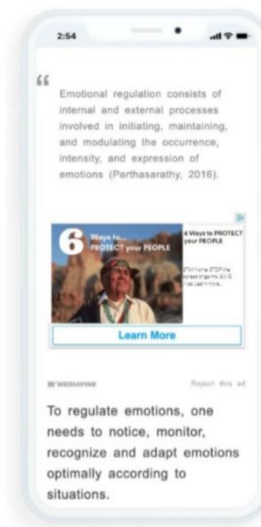 2:54
“
Emotional regulation consists of
internal and external processes
involved in initiating, maintaining,
and modulating the occurrence,
intensity, and expression of
emotions (Parthasarathy, 2016).
6 Ways to...
PROTECT your PEOPLE
6 Ways to PROTECT
your PEOPLE
Learn More
Report this ad
To regulate emotions, one
needs to notice, monitor,
recognize and adapt emotions
optimally according to
situations.